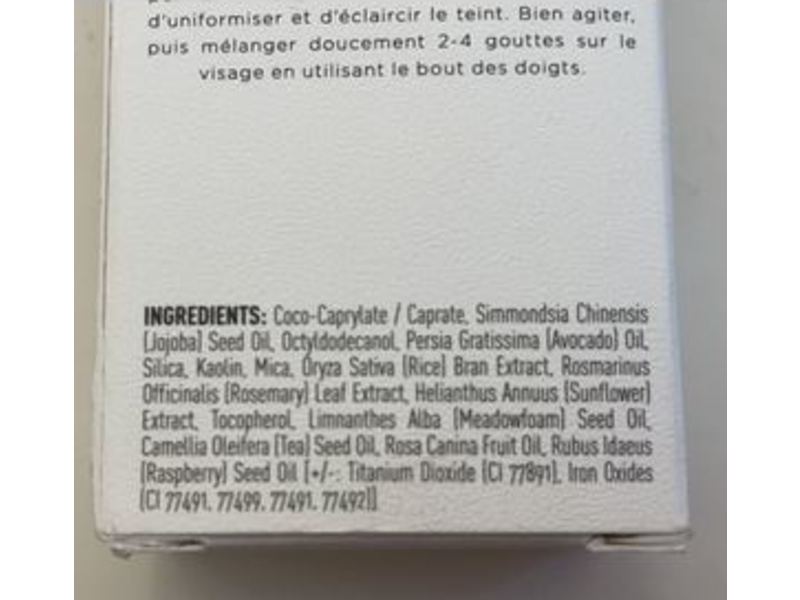 d'uniformiser et d'éclaircir le teint. Bien agiter,
puis mélanger doucement 2-4 gouttes sur le
visage en utilisant le bout des doigts.
INGREDIENTS: Coco-Caprylate / Caprate, Simmondsia Chinensis
(Jojoba) Seed Oil, Octyldodecanol, Persia Gratissima (Avocado) Oil,
Silica, Kaolin, Mica, Oryza Sativa (Rice) Bran Extract, Rosmarinus
Officinalis (Rosemary) Leaf Extract, Helianthus Annuus (Sunflower)
Extract, Tocopherol, Limnanthes Alba (Meadowfoam) Seed Oil,
Camellia Oleifera (Tea) Seed Oil, Rosa Canina Fruit Oil, Rubus Idaeus
(Raspberry) Seed Oil [+/-: Titanium Dioxide (CI 77891), Iron Oxides
(CI 77491, 77499, 77491, 77492)]